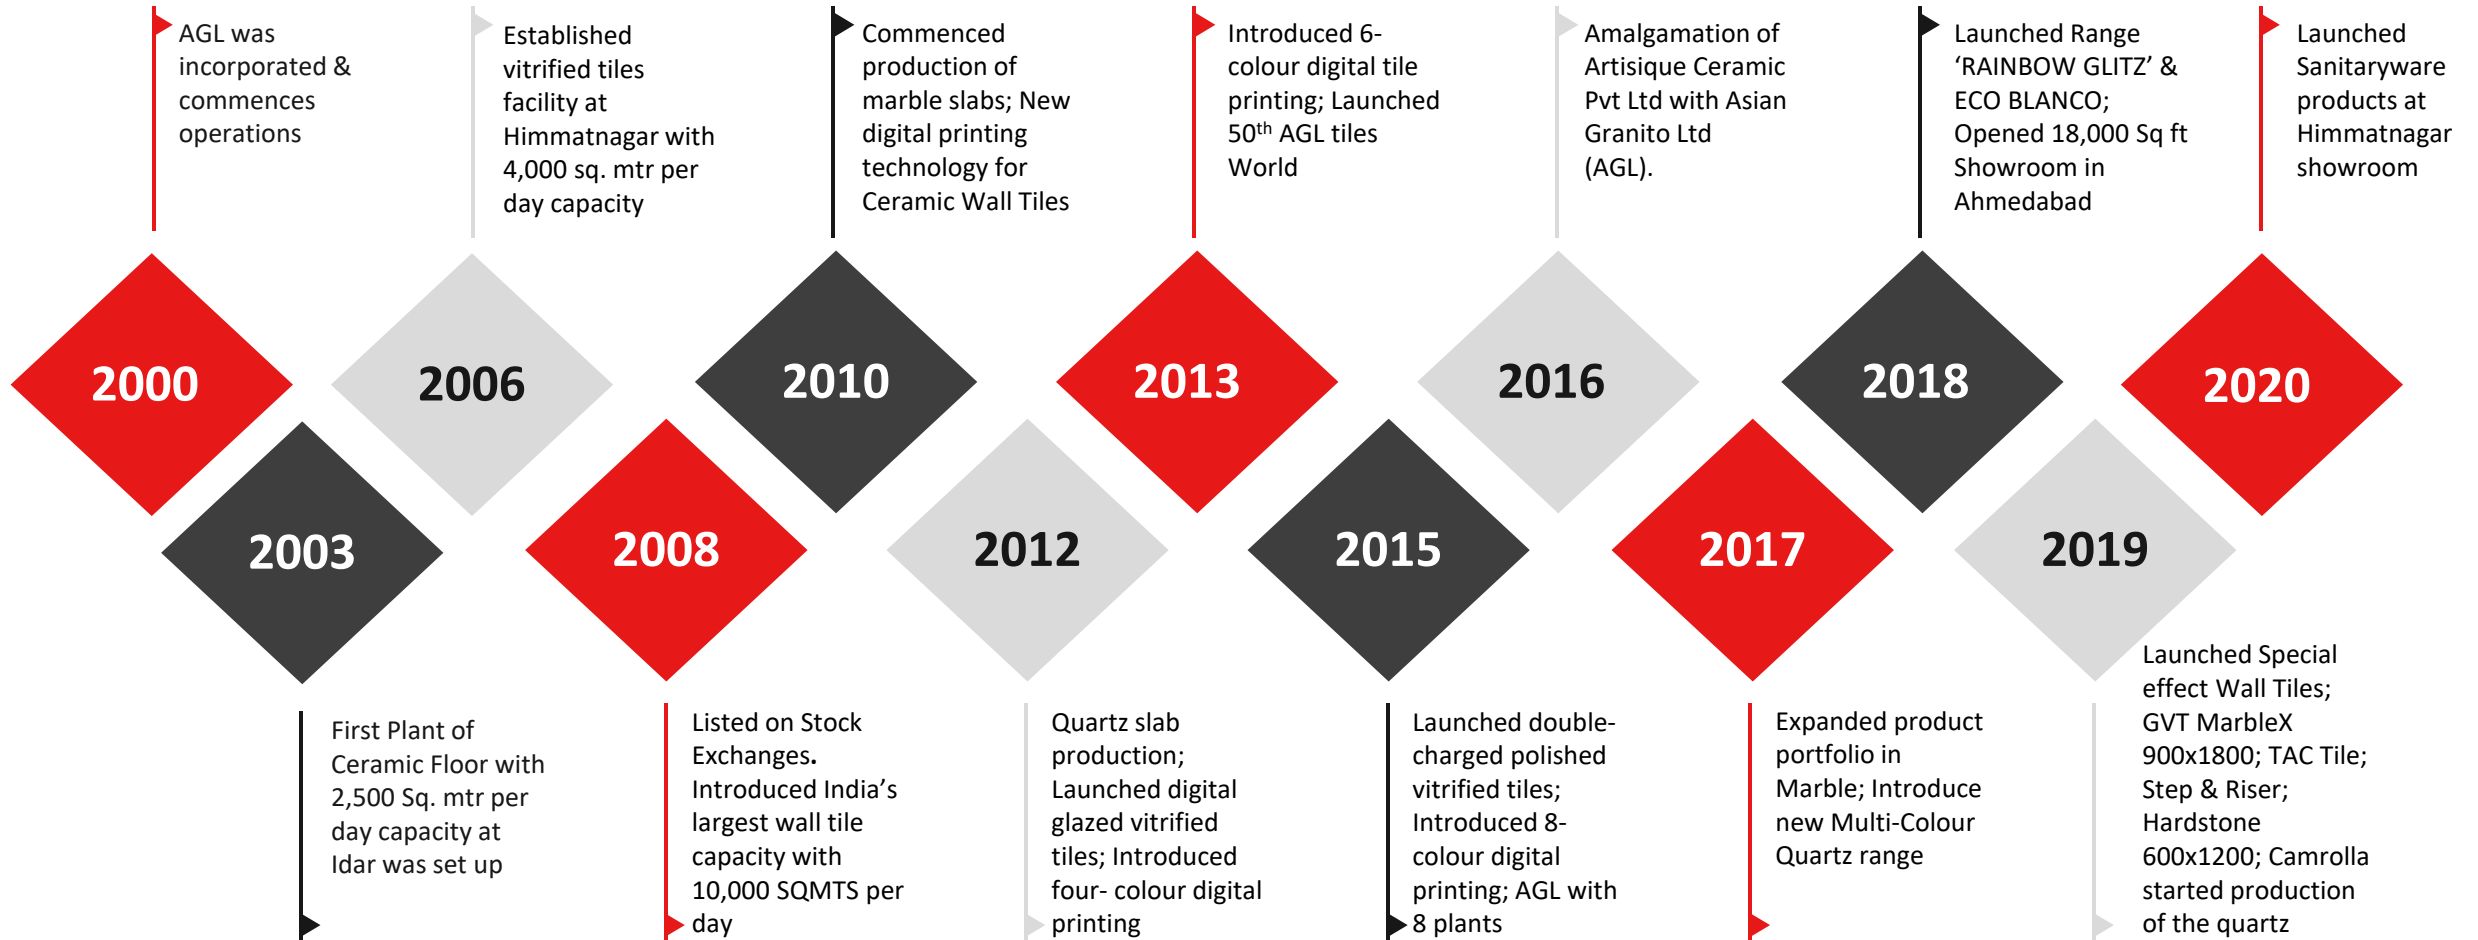 AGL was
incorporated &
commences
operations
Established
vitrified tiles
facility at
Himmatnagar with
4,000 sq. mtr per
day capacity
Commenced
production of
marble slabs; New
digital printing
technology for
Ceramic Wall Tiles
Introduced 6-
colour digital tile
printing; Launched
50th AGL tiles
World
Amalgamation of
Artisique Ceramic
Pvt Ltd with Asian
Granito Ltd
(AGL).
Launched Range
‘RAINBOW GLITZ’ &
ECO BLANCO;
Opened 18,000 Sq ft
Showroom in
Ahmedabad
Launched
Sanitaryware
products at
Himmatnagar
showroom
2000
2006
2010
2013
2016
2018
2020
2003
2008
2012
2015
2017
2019
First Plant of
Ceramic Floor with
2,500 Sq. mtr per
day capacity at
Idar was set up
Listed on Stock
Exchanges.
Introduced India’s
largest wall tile
capacity with
10,000 SQMTS per
day
Quartz slab
production;
Launched digital
glazed vitrified
tiles; Introduced
four- colour digital
printing
Launched double-
charged polished
vitrified tiles;
Introduced 8-
colour digital
printing; AGL with
8 plants
Expanded product
portfolio in
Marble; Introduce
new Multi-Colour
Quartz range
Launched Special
effect Wall Tiles;
GVT MarbleX
900x1800; TAC Tile;
Step & Riser;
Hardstone
600x1200; Camrolla
started production
of the quartz